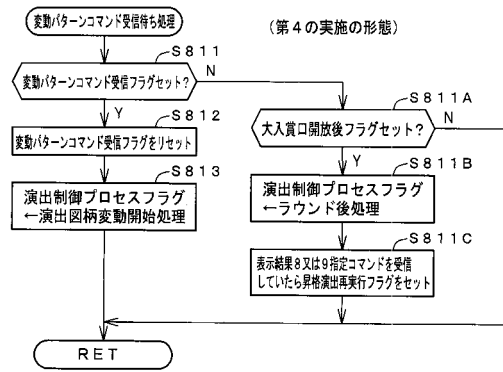 変動パターンコマンド受信待ち処理
(第4の実施の形態)
S811
変動パターンコマンド受信フラグセット?
N
Y
S812
変動パターンコマンド受信フラグをリセット
S813
演出制御プロセスフラグ
←演出図柄変動開始処理
S811A
大入賞口開放後フラグセット?
N
Y
S811B
演出制御プロセスフラグ
←ラウンド後処理
S811C
表示結果8又は9指定コマンドを受信
していたら昇格演出再実行フラグをセット
RET